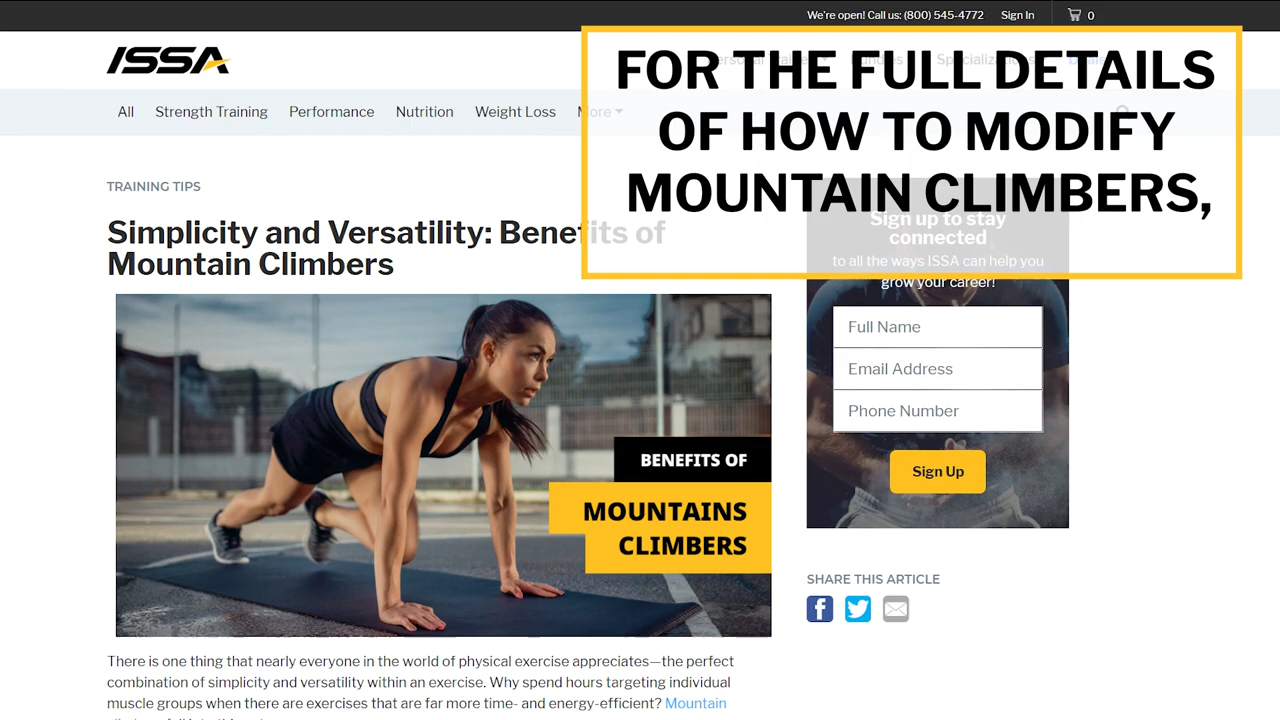 We're open! Call us: (800) 545-4772 Sign In 0
ISSA
FOR THE FULL DETAILS
OF HOW TO MODIFY
MOUNTAIN CLIMBERS,
All Strength Training Performance Nutrition Weight Loss More
TRAINING TIPS
Simplicity and Versatility: Benefits of
Mountain Climbers
BENEFITS OF
MOUNTAINS
CLIMBERS
Sign up to stay
connected
to all the ways ISSA can help you
grow your career!
Full Name
Email Address
Phone Number
Sign Up
SHARE THIS ARTICLE
There is one thing that nearly everyone in the world of physical exercise appreciates—the perfect
combination of simplicity and versatility within an exercise. Why spend hours targeting individual
muscle groups when there are exercises that are far more time- and energy-efficient? Mountain